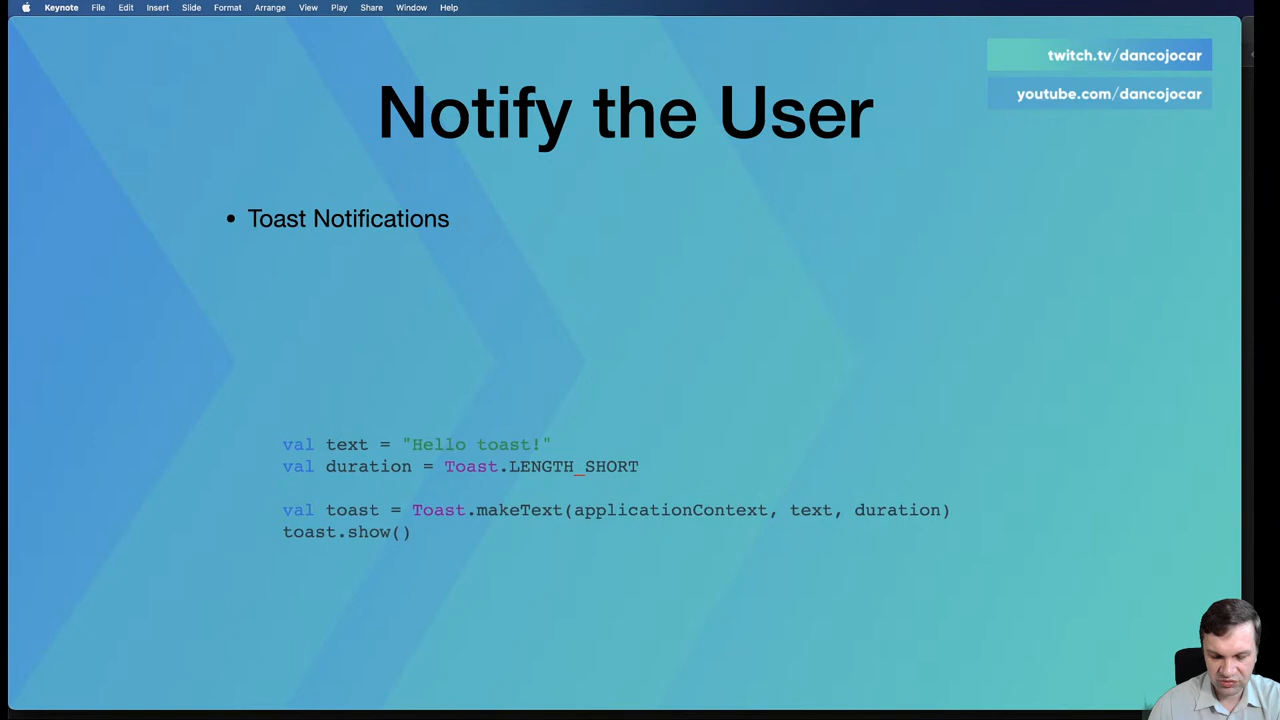 Keynote File Edit Insert Slide Format Arrange View Play Share Window Help
twitch.tv/dancojocar
youtube.com/dancojocar
Notify the User
• Toast Notifications
val text = "Hello toast!"
val duration = Toast.LENGTH_SHORT
val toast = Toast.makeText(applicationContext, text, duration)
toast.show()